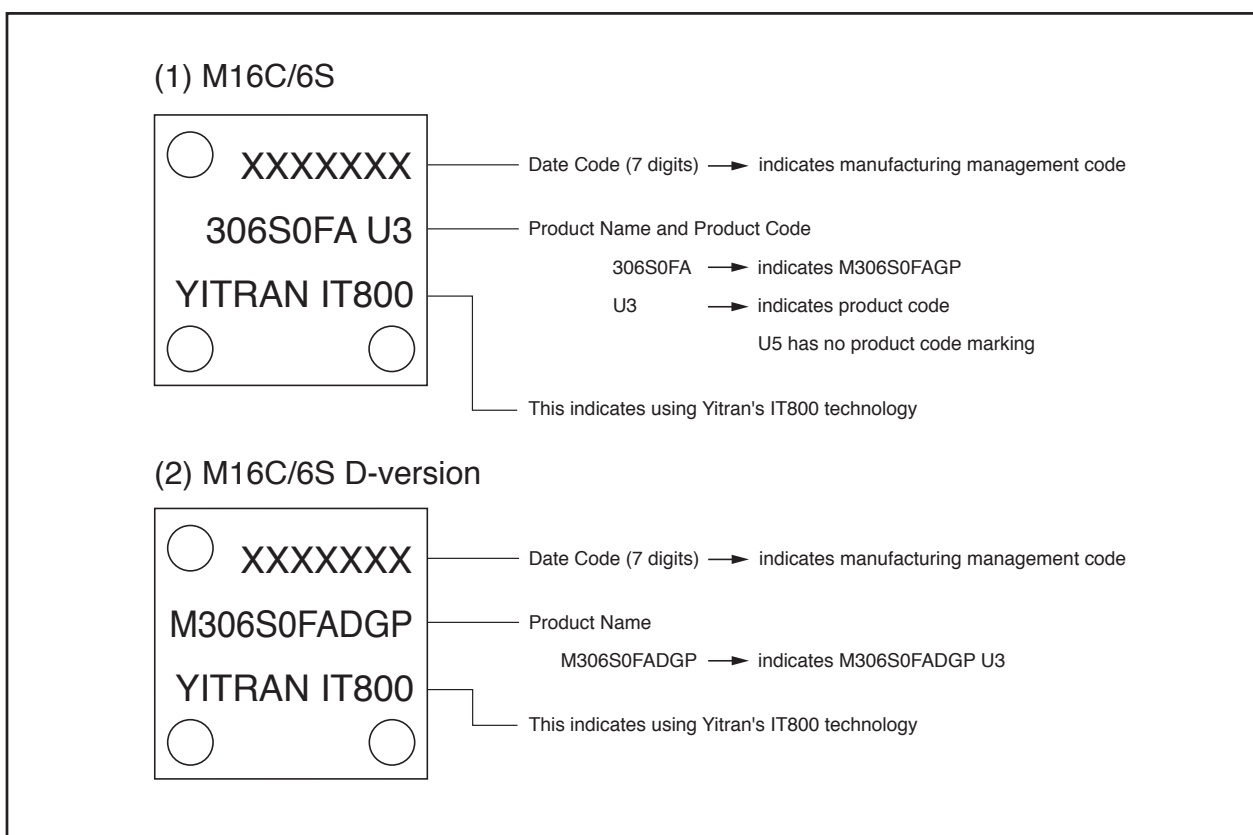 (1) M16C/6S
XXXXXXX
Date Code (7 digits) → indicates manufacturing management code
306S0FA U3
Product Name and Product Code
306S0FA → indicates M306S0FAGP
YITRAN IT800
U3 → indicates product code
U5 has no product code marking
This indicates using Yitran's IT800 technology
(2) M16C/6S D-version
XXXXXXX
Date Code (7 digits) → indicates manufacturing management code
M306S0FADGP
Product Name
M306S0FADGP → indicates M306S0FADGP U3
YITRAN IT800
This indicates using Yitran's IT800 technology